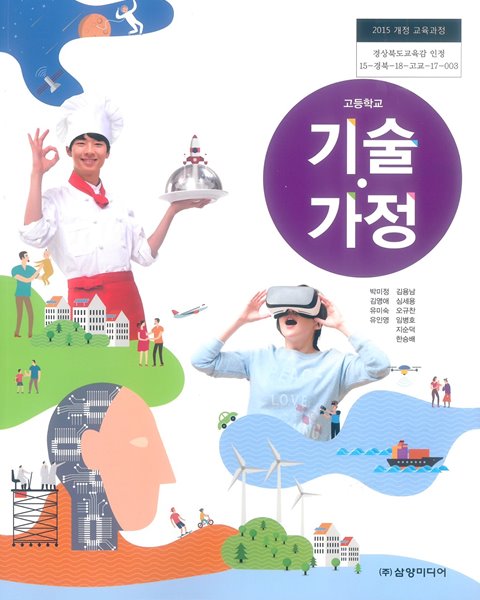 2015 개정 교육과정
경상북도교육감 인정
15-경북-18-고교-17-003
고등학교
기술·
가정
박미정 김용남
김영애 심세용
유미숙 오규찬
유인영 임병호
지순덕
한승배
LOVE
(주)삼양미디어